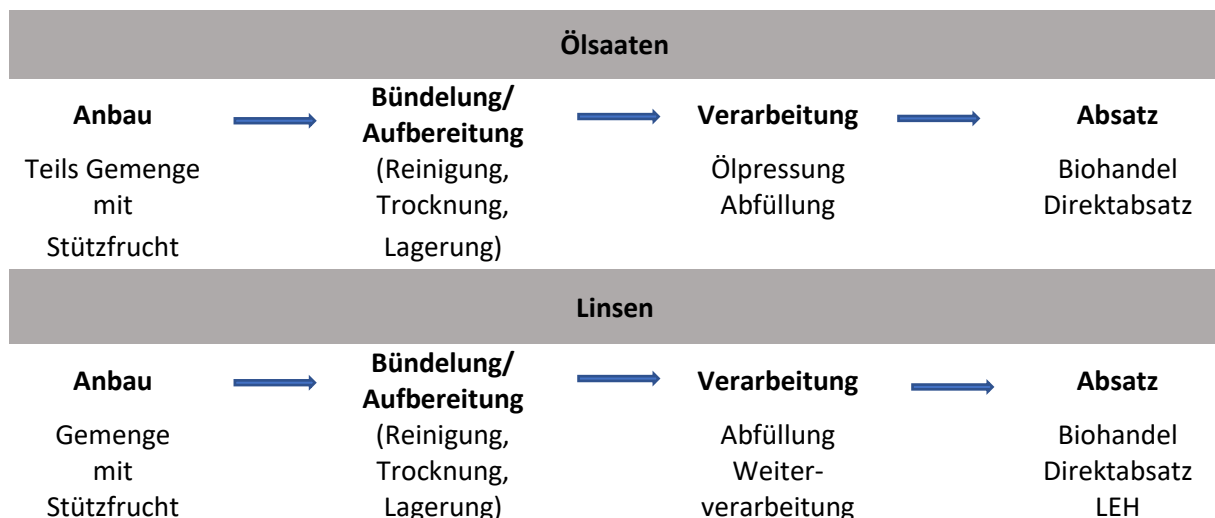 Ölsaaten
Anbau
Teils Gemenge
mit
Stützfrucht
Bündelung/
Aufbereitung
(Reinigung,
Trocknung,
Lagerung)
Verarbeitung
Ölpressung
Abfüllung
Absatz
Biohandel
Direktabsatz
Linsen
Anbau
Gemenge
mit
Stützfrucht
Bündelung/
Aufbereitung
(Reinigung,
Trocknung,
Lagerung)
Verarbeitung
Abfüllung
Weiter-
verarbeitung
Absatz
Biohandel
Direktabsatz
LEH